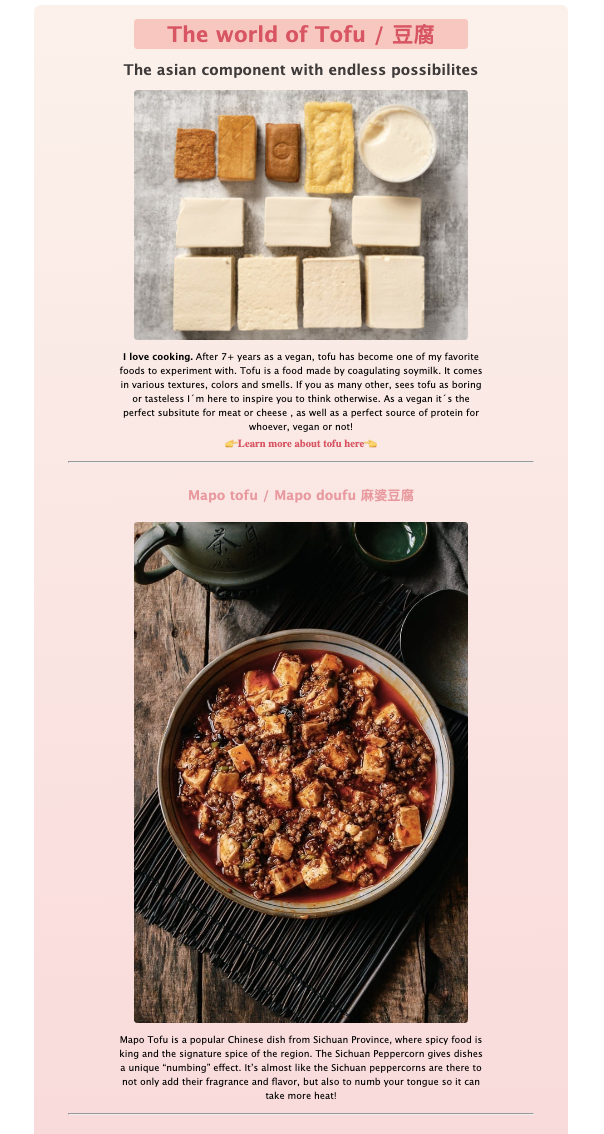 The world of Tofu / 豆腐
The asian component with endless possibilites
I love cooking. After 7+ years as a vegan, tofu has become one of my favorite
foods to experiment with. Tofu is a food made by coagulating soymilk. It comes
in various textures, colors and smells. If you as many other, sees tofu as boring
or tasteless I´m here to inspire you to think otherwise. As a vegan it´s the
perfect subsitute for meat or cheese , as well as a perfect source of protein for
whoever, vegan or not!
👉Learn more about tofu here👈
Mapo tofu / Mapo doufu 麻婆豆腐
Mapo Tofu is a popular Chinese dish from Sichuan Province, where spicy food is
king and the signature spice of the region. The Sichuan Peppercorn gives dishes
a unique “numbing” effect. It’s almost like the Sichuan peppercorns are there to
not only add their fragrance and flavor, but also to numb your tongue so it can
take more heat!